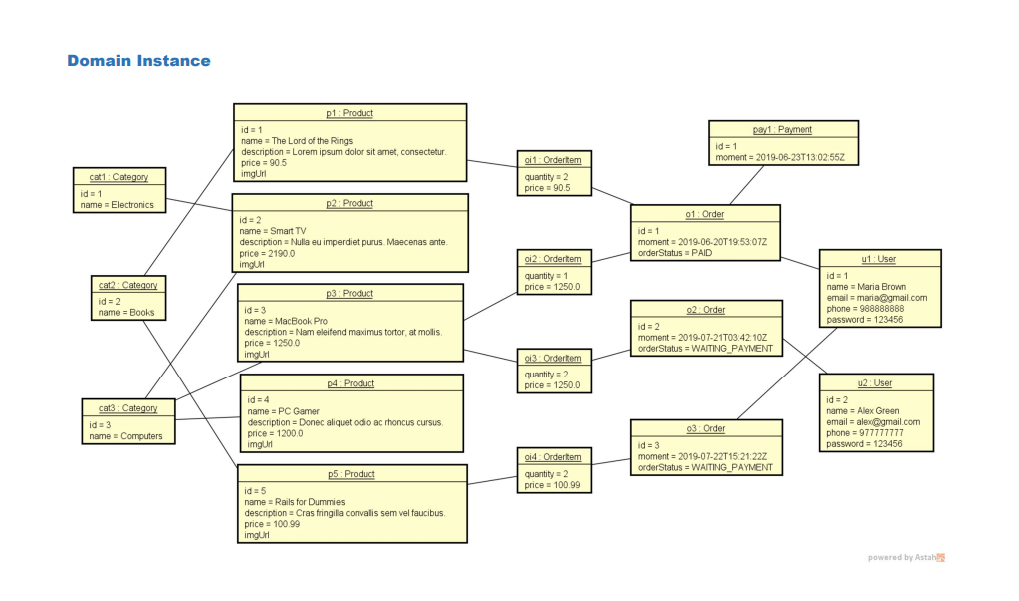 Domain Instance
p1 : Product
id = 1
name = The Lord of the Rings
description = Lorem ipsum dolor sit amet, consectetur.
price = 90.5
imgUrl
pay1 : Payment
id = 1
moment = 2019-06-23T13:02:55Z
oi1 : OrderItem
quantity = 2
price = 90.5
cat1 : Category
id = 1
name = Electronics
p2 : Product
id = 2
name = Smart TV
description = Nulla eu imperdiet purus. Maecenas ante.
price = 2190.0
imgUrl
o1 : Order
id = 1
moment = 2019-06-20T19:53:07Z
orderStatus = PAID
oi2 : OrderItem
quantity = 1
price = 1250.0
u1 : User
id = 1
name = Maria Brown
email = maria@gmail.com
phone = 988888888
password = 123456
cat2 : Category
id = 2
name = Books
p3 : Product
id = 3
name = MacBook Pro
description = Nam eleifend maximus tortor, at mollis.
price = 1250.0
imgUrl
o2 : Order
id = 2
moment = 2019-07-21T03:42:10Z
orderStatus = WAITING_PAYMENT
oi3 : OrderItem
quantity =
price = 1250.0
p4 : Product
id = 4
name = PC Gamer
description = Donec aliquet odio ac rhoncus cursus.
price = 1200.0
imgUrl
u2 : User
id = 2
name = Alex Green
email = alex@gmail.com
phone = 977777777
password = 123456
cat3 : Category
id = 3
name = Computers
o3 : Order
id = 3
moment = 2019-07-22T15:21:22Z
orderStatus = WAITING_PAYMENT
oi4 : OrderItem
quantity = 2
price = 100.99
p5 : Product
id = 5
name = Rails for Dummies
description = Cras fringilla convallis sem vel faucibus.
price = 100.99
imgUrl
powered by Astah